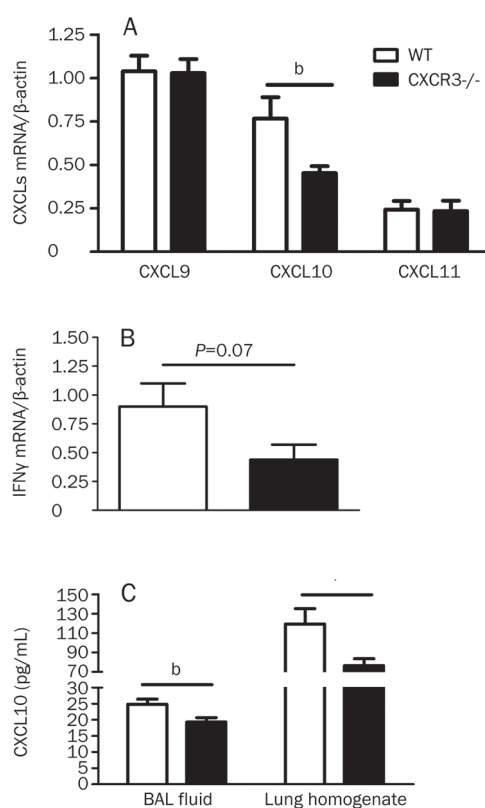 A
CXCLs mRNA/β-actin
1.25
1.00
0.75
0.50
0.25
0
b
WT
CXCR3-/-
CXCL9
CXCL10
CXCL11
B
IFNγ mRNA/β-actin
1.50
1.25
1.00
0.75
0.50
0.25
0
P=0.07
C
CXCL10 (pg/mL)
150
130
110
90
70
30
25
20
15
10
5
0
b
BAL fluid
Lung homogenate